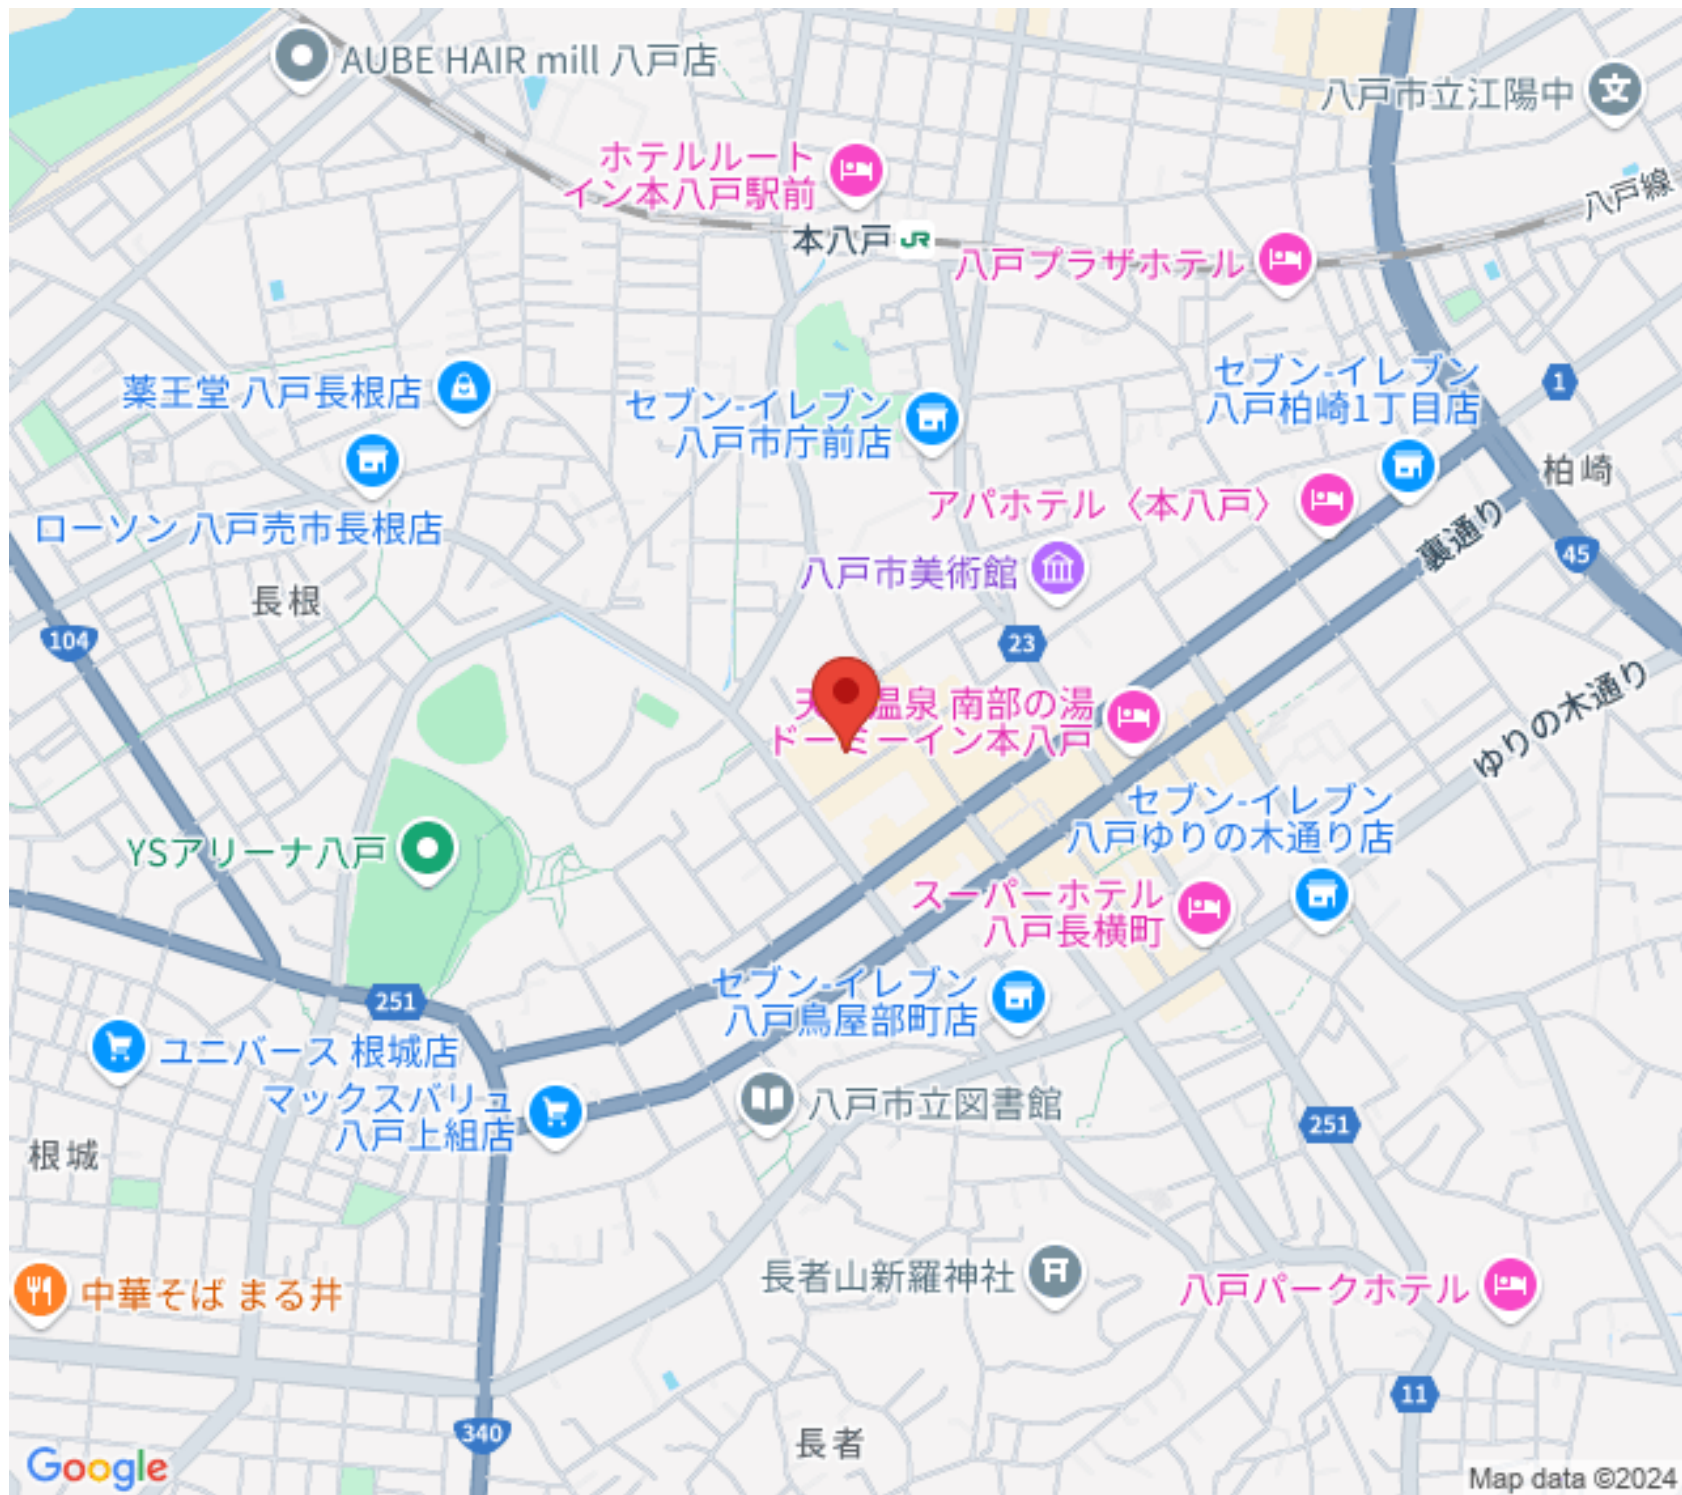 AUBE HAIR mill 八戸店
八戸市立江陽中
文
ホテルルート
イン本八戸駅前
八戸線
本八戸 JR
八戸プラザホテル
セブン-イレブン
八戸柏崎1丁目店
1
薬王堂 八戸長根店
セブン-イレブン
八戸市庁前店
柏崎
アパホテル〈本八戸〉
ローソン 八戸売市長根店
裏通り
45
八戸市美術館
長根
104
23
温泉 南部の湯
ドーミーイン本八戸
ゆりの木通り
セブン-イレブン
八戸ゆりの木通り店
YSアリーナ八戸
スーパーホテル
八戸長横町
セブン-イレブン
八戸鳥屋部町店
251
ユニバース 根城店
マックスバリュ
八戸上組店
八戸市立図書館
251
根城
長者山新羅神社
八戸パークホテル
中華そば まる井
11
340
長者
Google
Map data ©2024